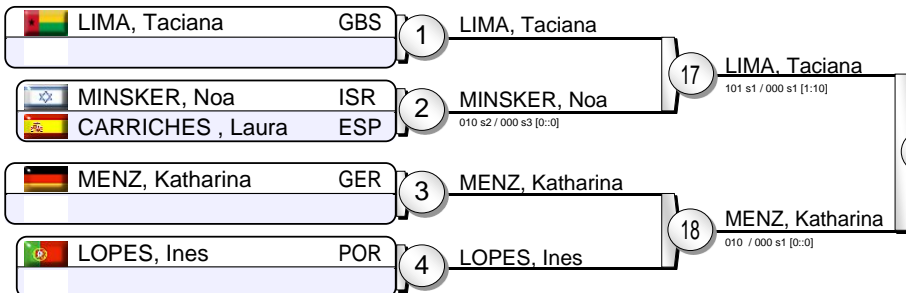 LIMA, Taciana GBS
1
LIMA, Taciana
17
LIMA, Taciana
101 s1 / 000 s1 [1:10]
MINSKER, Noa ISR
CARRICHES , Laura ESP
2
MINSKER, Noa
010 s2 / 000 s3 [0::0]
MENZ, Katharina GER
3
MENZ, Katharina
18
MENZ, Katharina
010 / 000 s1 [0::0]
LOPES, Ines POR
4
LOPES, Ines